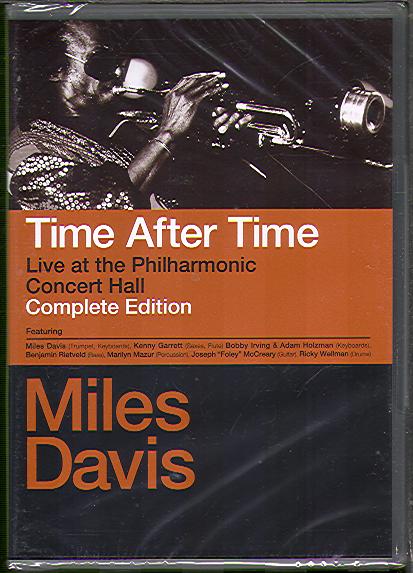 Time After Time
Live at the Philharmonic
Concert Hall
Complete Edition
Featuring
Miles Davis (Trumpet, Keyboards), Kenny Garrett (Saxes, Flute) Bobby Irving & Adam Holzman (Keyboards),
Benjamin Rietveld (Bass), Marilyn Mazur (Percussion), Joseph "Foley" McCreary (Guitar), Ricky Wellman (Drums)
Miles
Davis